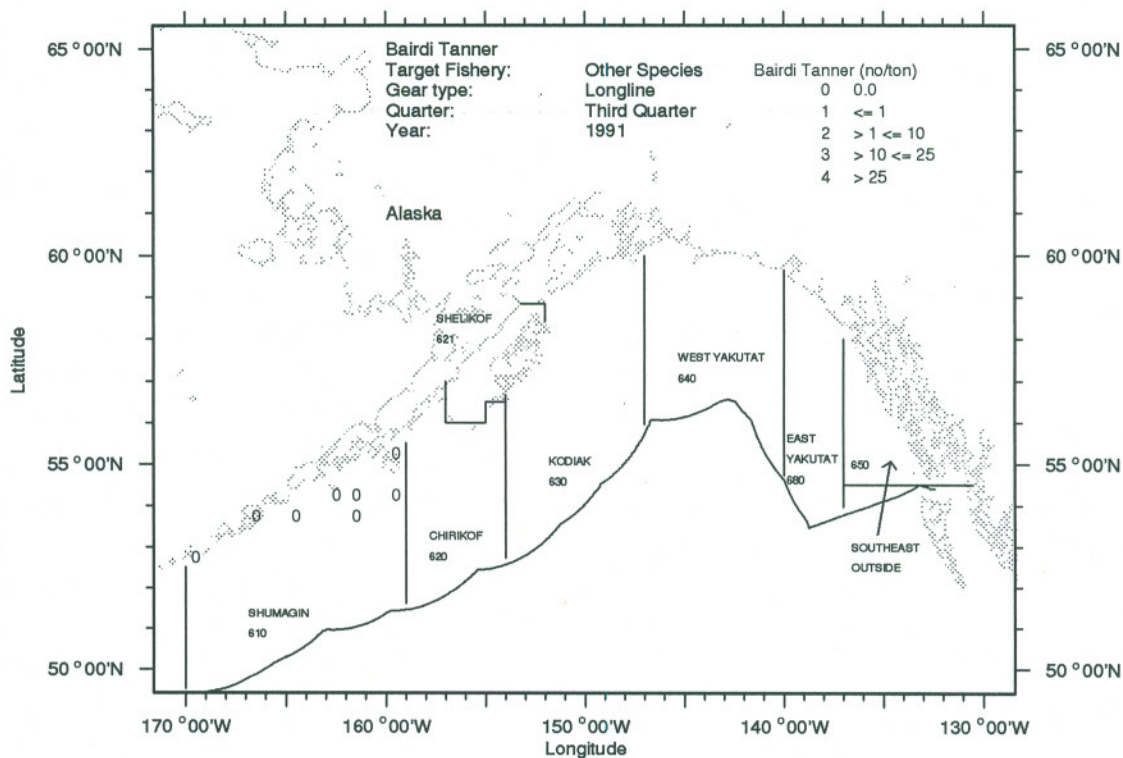 65 °00'N
Bairdi Tanner
Target Fishery: Other Species
Gear type: Longline
Quarter: Third Quarter
Year: 1991
Bairdi Tanner (no/ton)
0 0.0
1 <= 1
2 > 1 <= 10
3 > 10 <= 25
4 > 25
65 °00'N
Alaska
60 °00'N
60 °00'N
SHELIKOF
621
WEST YAKUTAT
640
Latitude
Latitude
EAST
YAKUTAT
680
650
55 °00'N
55 °00'N
KODIAK
630
0
0 0 0
0 0 0
0
CHIRIKOF
620
SOUTHEAST
OUTSIDE
SHUMAGIN
610
50 °00'N
50 °00'N
170 °00'W
160 °00'W
150 °00'W
140 °00'W
130 °00'W
Longitude